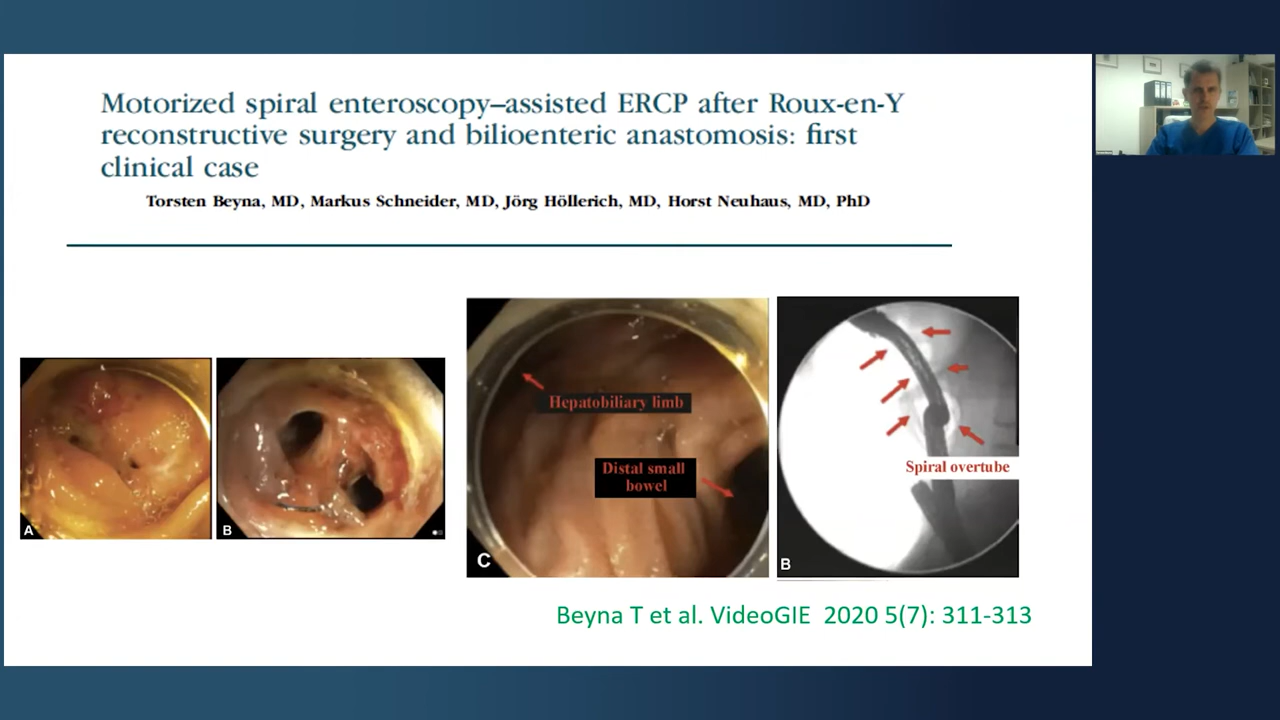 Motorized spiral enteroscopy–assisted ERCP after Roux-en-Y
reconstructive surgery and bilioenteric anastomosis: first
clinical case
Torsten Beyna, MD, Markus Schneider, MD, Jörg Höllerich, MD, Horst Neuhaus, MD, PhD
A
B
Hepatobiliary limb
Distal small
bowel
C
Spiral overtube
B
Beyna T et al. VideoGIE  2020 5(7): 311-313